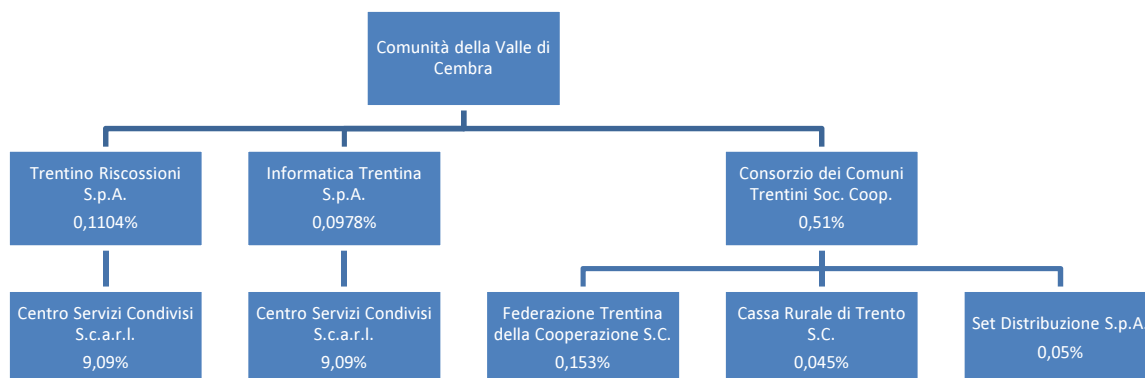 Comunità della Valle di
Cembra
Trentino Riscossioni
S.p.A.
0,1104%
Informatica Trentina
S.p.A.
0,0978%
Consorzio dei Comuni
Trentini Soc. Coop.
0,51%
Centro Servizi Condivisi
S.c.a.r.l.
9,09%
Centro Servizi Condivisi
S.c.a.r.l.
9,09%
Federazione Trentina
della Cooperazione S.C.
0,153%
Cassa Rurale di Trento
S.C.
0,045%
Set Distribuzione S.p.A.
0,05%